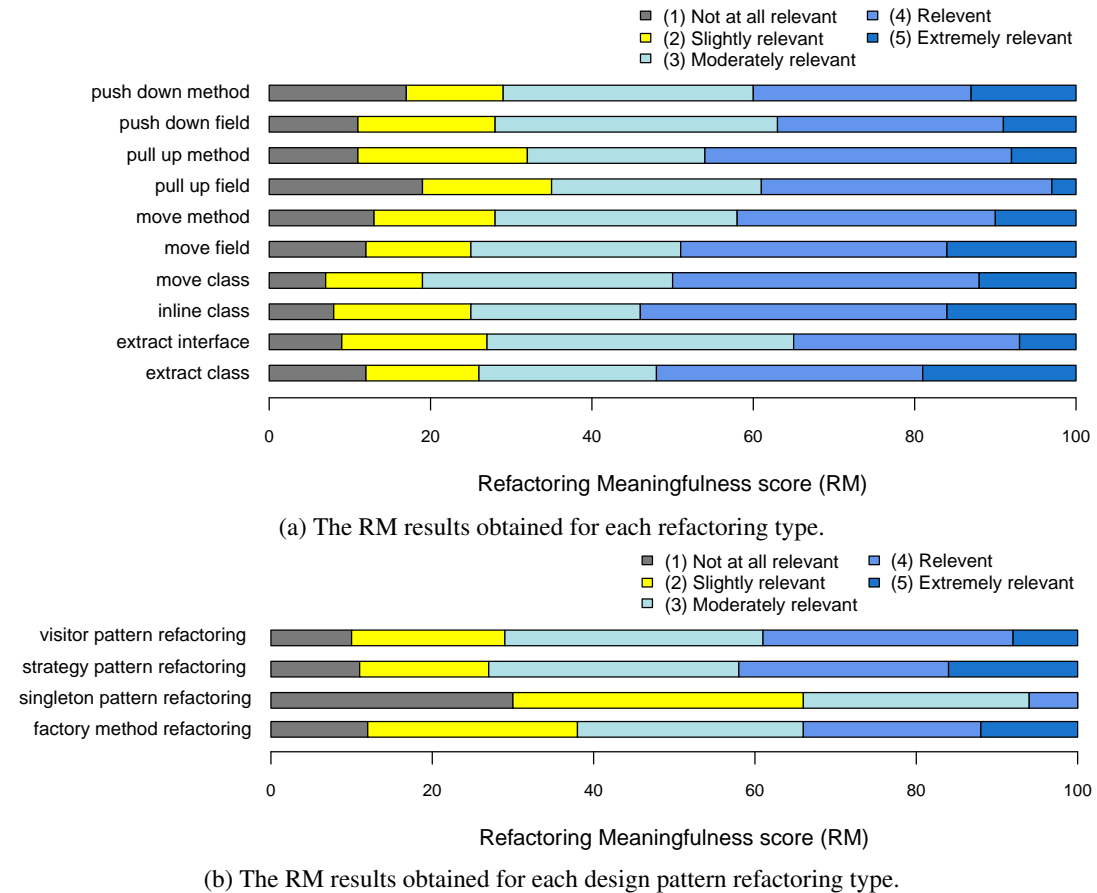 (1) Not at all relevant (4) Relevent
(2) Slightly relevant (5) Extremely relevant
(3) Moderately relevant
push down method
push down field
pull up method
pull up field
move method
move field
move class
inline class
extract interface
extract class
0 20 40 60 80 100
Refactoring Meaningfulness score (RM)
(a) The RM results obtained for each refactoring type.
(1) Not at all relevant (4) Relevent
(2) Slightly relevant (5) Extremely relevant
(3) Moderately relevant
visitor pattern refactoring
strategy pattern refactoring
singleton pattern refactoring
factory method refactoring
0 20 40 60 80 100
Refactoring Meaningfulness score (RM)
(b) The RM results obtained for each design pattern refactoring type.